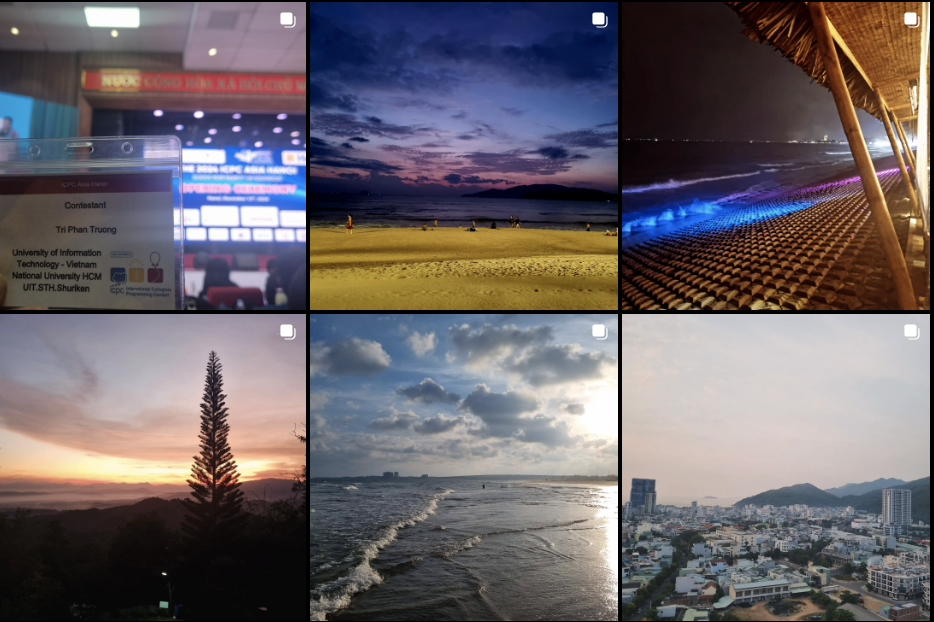 NƯỚC CỘNG HÒA XÃ HỘI CHỦ
THE 2024 ICPC ASIA HANOI
OPENING CEREMONY
ICPC Asia Hanoi
Contestant
Tri Phan Truong
University of Information
Technology - Vietnam
National University HCM
UIT.STH.Shuriken
icpc International Collegiate
Programming Contest